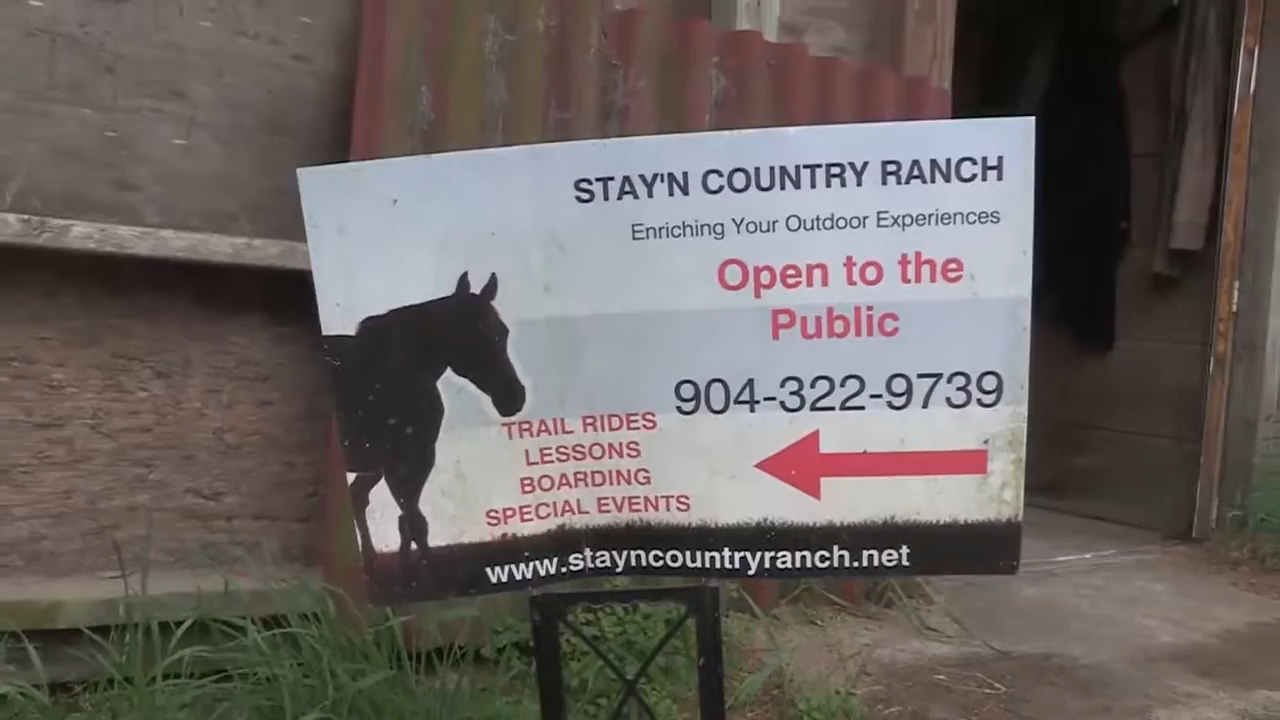 STAY'N COUNTRY RANCH
Enriching Your Outdoor Experiences
Open to the
Public
904-322-9739
TRAIL RIDES
LESSONS
BOARDING
SPECIAL EVENTS
www.stayncountryranch.net